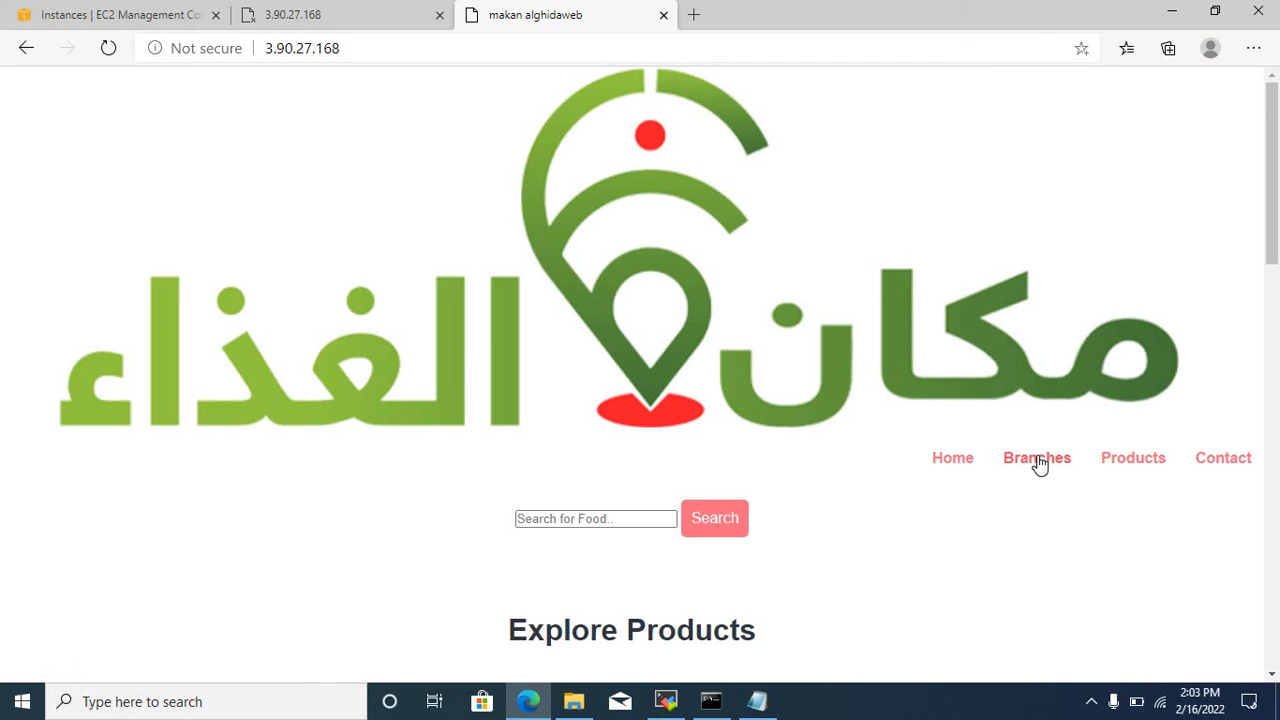 Instances | EC2 Management Co
3.90.27.168
makan alghidaweb
Not secure
3.90.27.168
مكان الغذاء
Home
Branches
Products
Contact
Search for Food..
Search
Explore Products
Type here to search
2:03 PM
2/16/2022